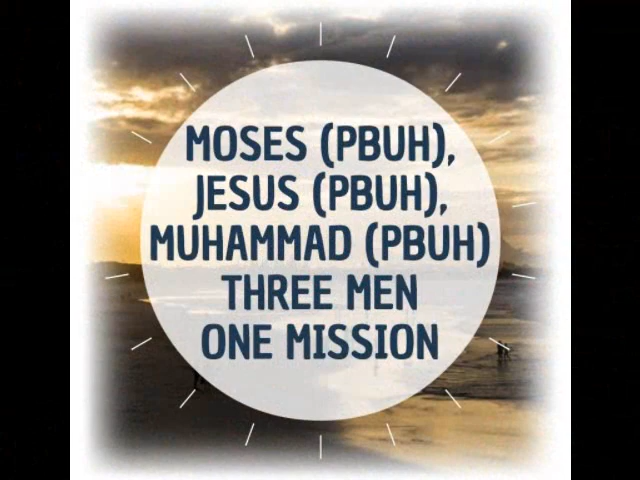 MOSES (PBUH),
JESUS (PBUH),
MUHAMMAD (PBUH)
THREE MEN
ONE MISSION